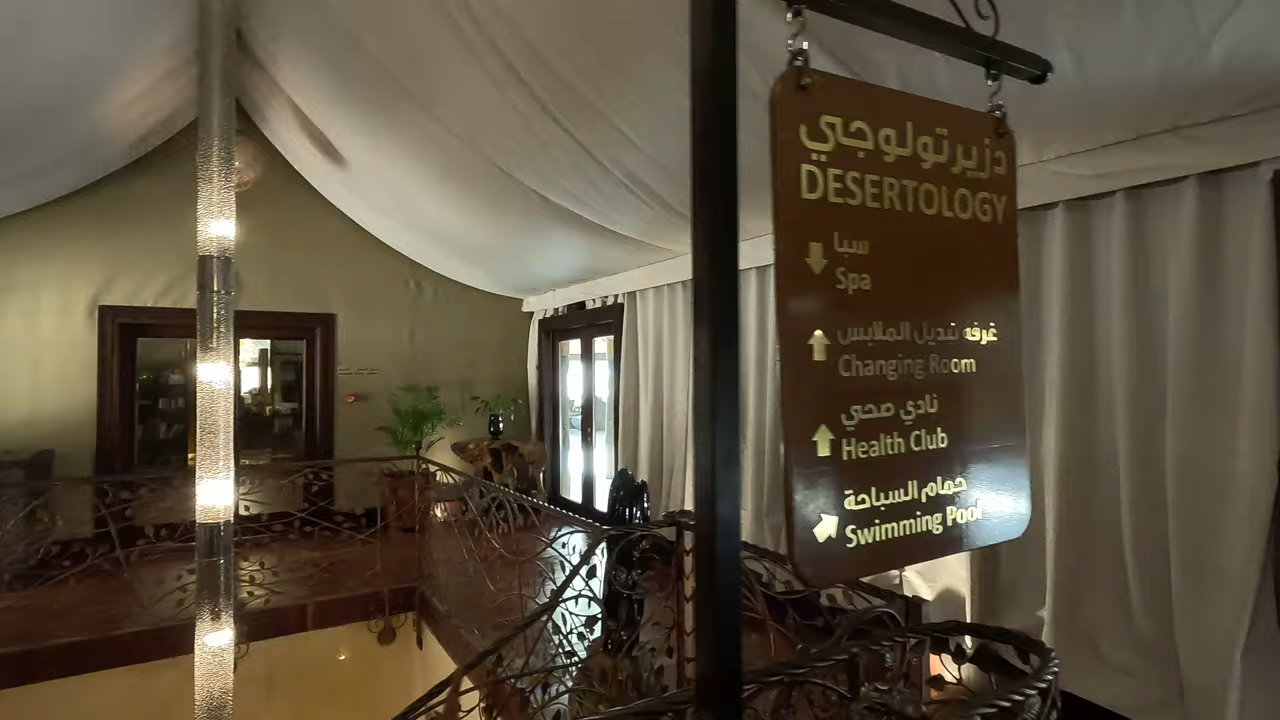 دزيرتولوجي
DESERTOLOGY
سبا
Spa
غرفه تبديل الملابس
Changing Room
نادي صحي
Health Club
حمام السباحة
Swimming Pool